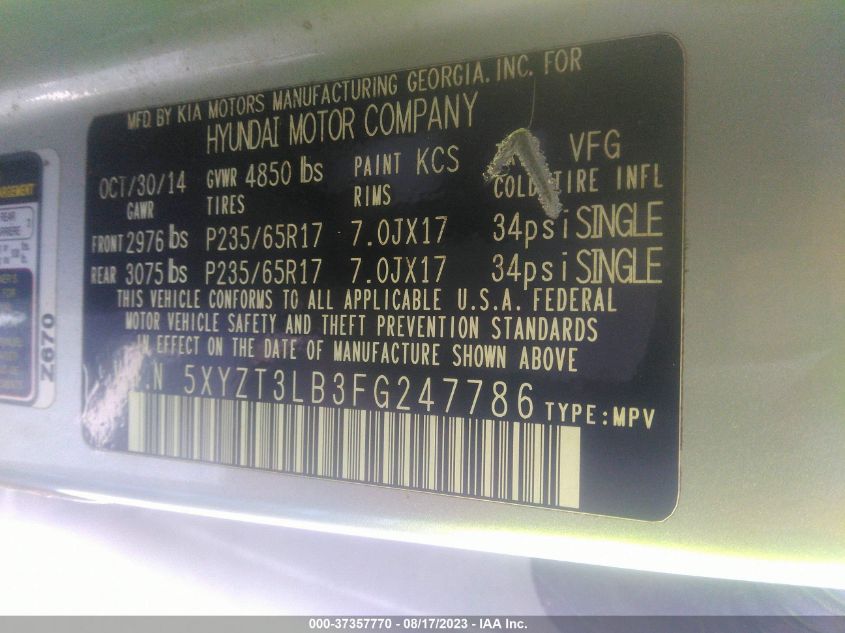 MFD BY KIA MOTORS MANUFACTURING GEORGIA. INC. FOR
HYUNDAI MOTOR COMPANY
OCT/30/14 GVWR 4850 lbs PAINT KCS VFG
GAWR TIRES RIMS COLD TIRE INFL
FRONT 2976 lbs P235/65R17 7.0JX17 34psi SINGLE
REAR 3075 lbs P235/65R17 7.0JX17 34psi SINGLE
THIS VEHICLE CONFORMS TO ALL APPLICABLE U.S.A. FEDERAL
MOTOR VEHICLE SAFETY AND THEFT PREVENTION STANDARDS
IN EFFECT ON THE DATE OF MANUFACTURE SHOWN ABOVE
5XYZT3LB3FG247786 TYPE:MPV
REAR
Z670
000-37357770 - 08/17/2023 - IAA Inc.